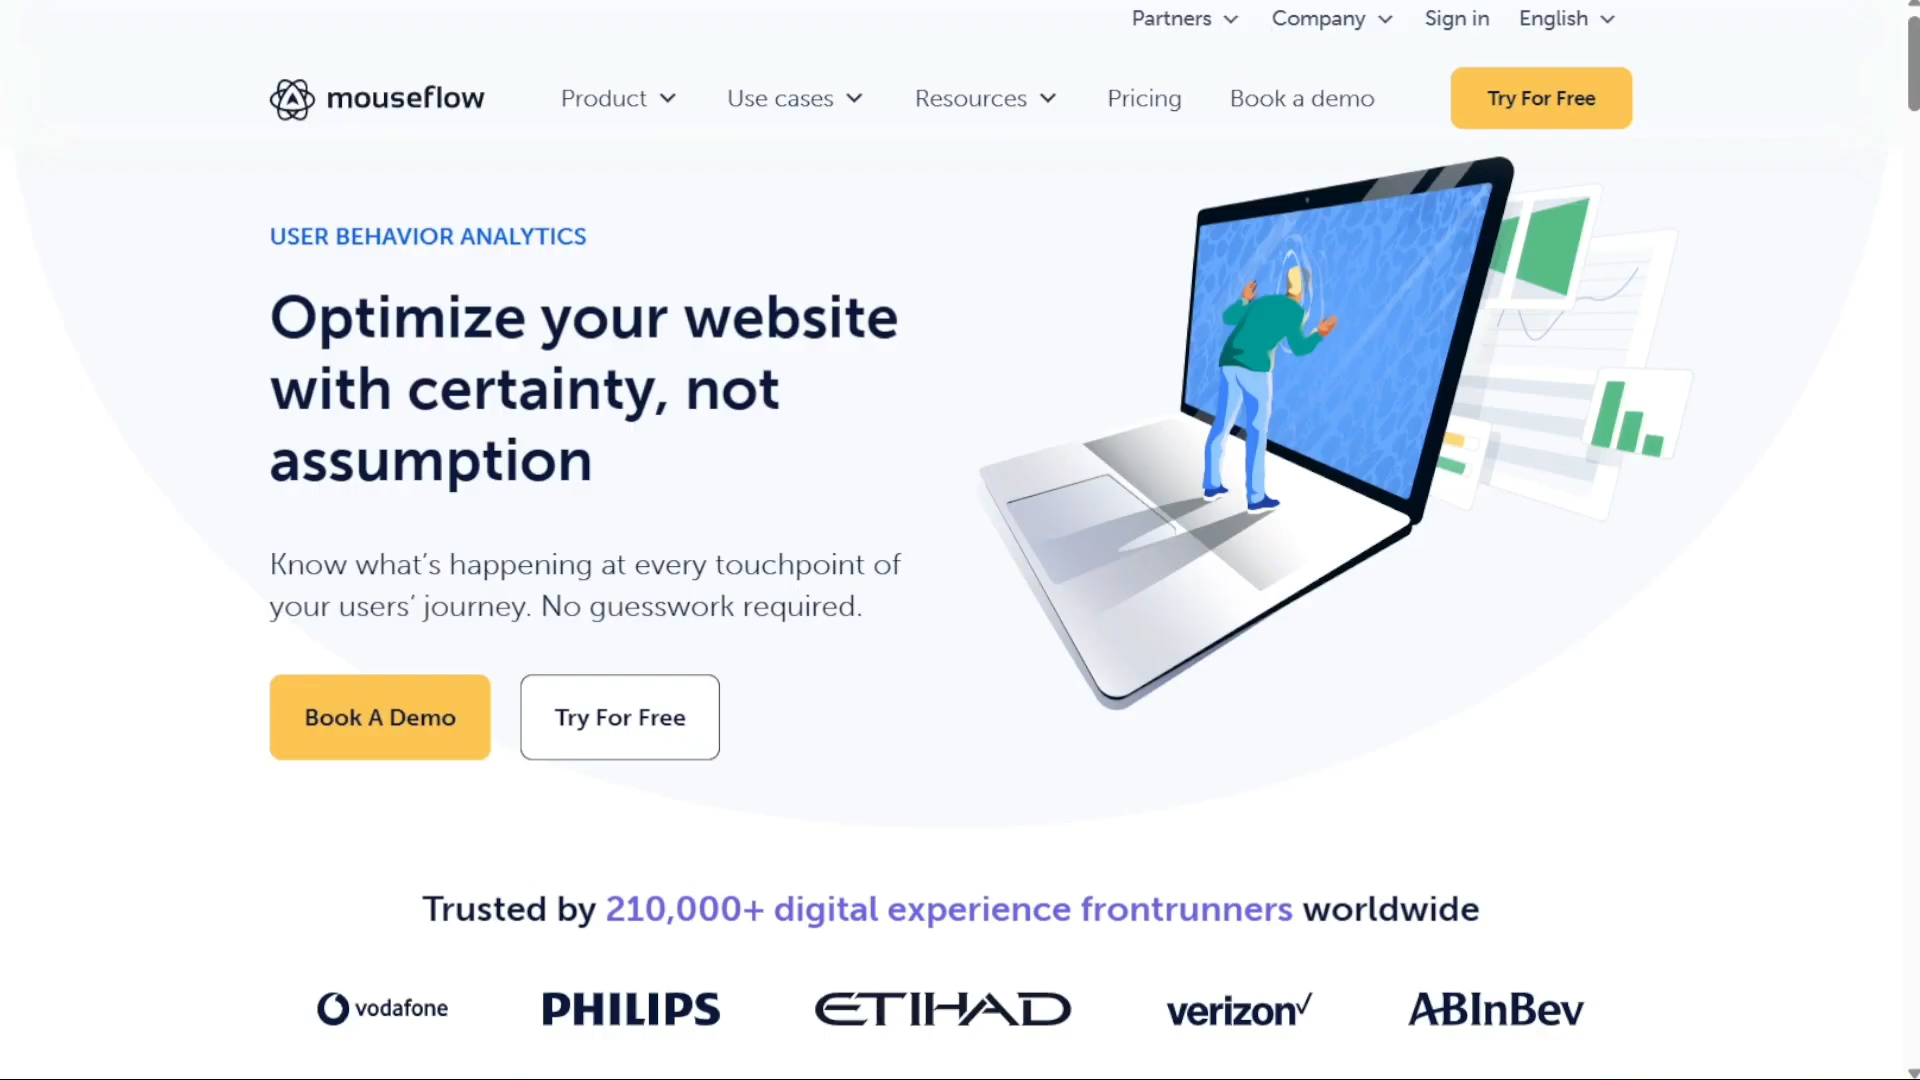 Partners Company Sign in English
mouseflow Product Use cases Resources Pricing Book a demo Try For Free
USER BEHAVIOR ANALYTICS
Optimize your website
with certainty, not
assumption
Know what’s happening at every touchpoint of
your users’ journey. No guesswork required.
Book A Demo Try For Free
Trusted by 210,000+ digital experience frontrunners worldwide
vodafone PHILIPS ETIHAD verizon✓ ABInBev